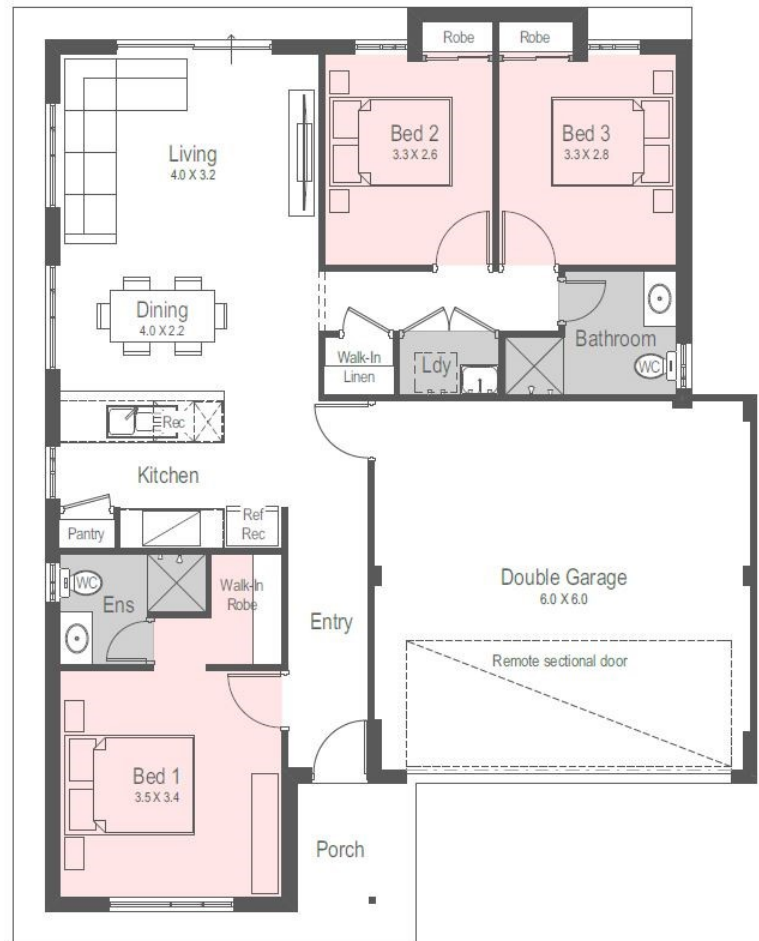 Robe
Robe
Living
4.0 X 3.2
Bed 2
3.3 X 2.6
Bed 3
3.3 X 2.8
Dining
4.0 X 2.2
Bathroom
WC
Walk-In
Linen
Ldy
Rec
Kitchen
Pantry
Ref
Rec
WC
Ens
Walk-In
Robe
Entry
Double Garage
6.0 X 6.0
Remote sectional door
Bed 1
3.5 X 3.4
Porch